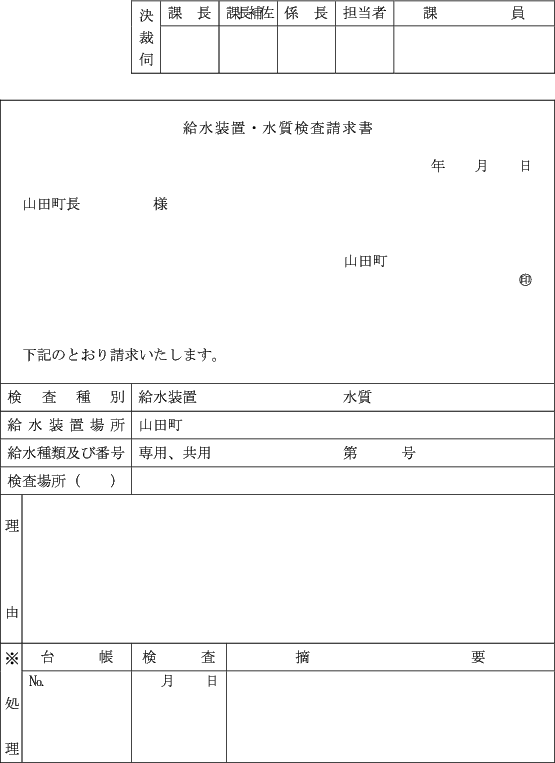 決裁伺 課長 課長補佐 係長 担当者 課員
給水装置・水質検査請求書
年 月 日
山田町長 様
山田町
㊞
下記のとおり請求いたします。
検査種別 給水装置 水質
給水装置場所 山田町
給水種類及び番号 専用、共用 第 号
検査場所（ ）
理由
※処理 台帳 検査 摘要
№ 月 日